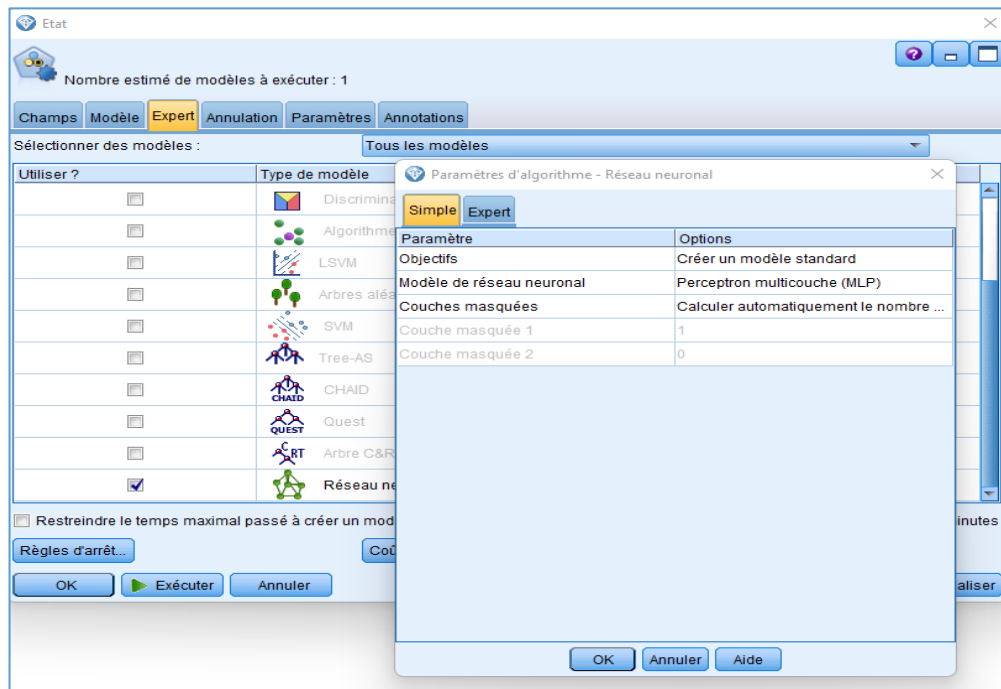 Etat
Nombre estimé de modèles à exécuter : 1
Champs Modèle Expert Annulation Paramètres Annotations
Sélectionner des modèles : Tous les modèles
Utiliser ? Type de modèle
Discrimina
Algorithme
LSVM
Arbres aléa
SVM
Tree-AS
CHAID
CHAID
QUEST
Quest
C RT
Arbre C&R
Réseau ne
Restreindre le temps maximal passé à créer un mod
inutes
Règles d'arrêt...
Coû
OK Exécuter Annuler
aliser
Paramètres d'algorithme - Réseau neuronal
Simple Expert
Paramètre Options
Objectifs Créer un modèle standard
Modèle de réseau neuronal Perceptron multicouche (MLP)
Couches masquées Calculer automatiquement le nombre ...
Couche masquée 1 1
Couche masquée 2 0
OK Annuler Aide